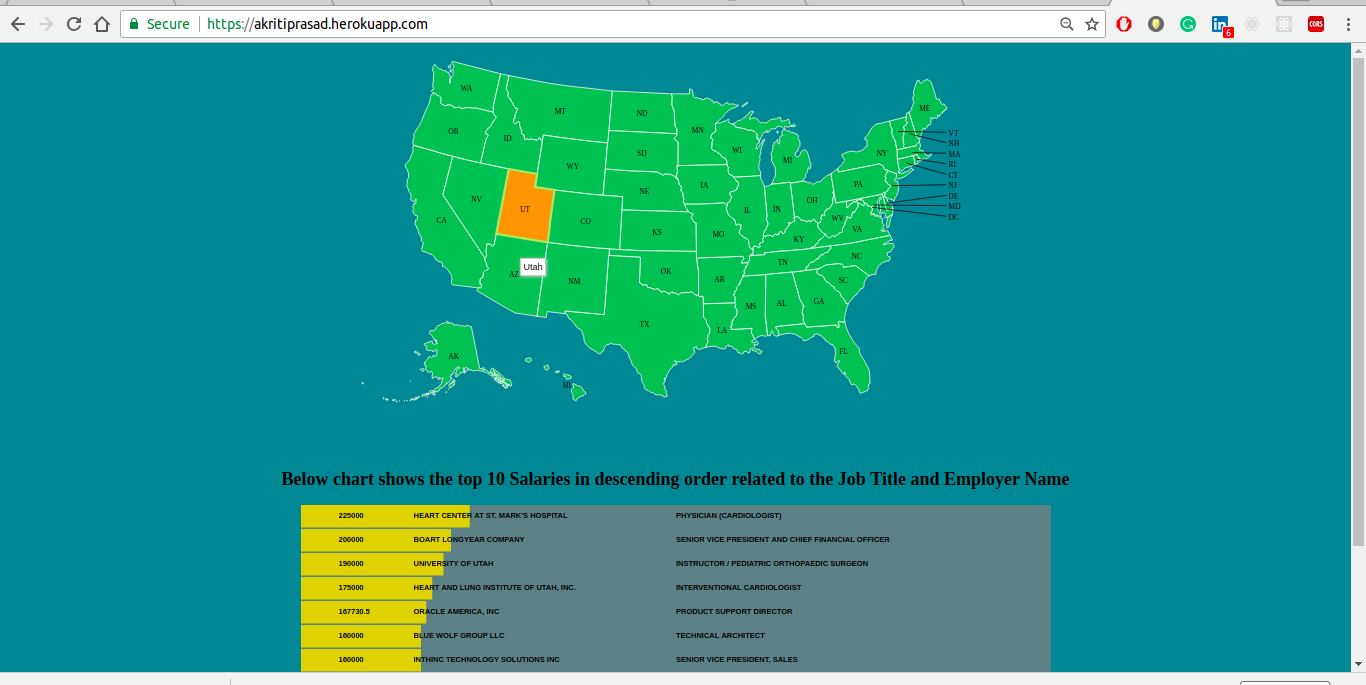 Secure https://akritiprasad.herokuapp.com
6
CORS
WA
MT
ND
MN
ME
OR
ID
SD
WI
MI
NY
VT
NH
MA
RI
CT
NJ
DE
MD
DC
WY
NE
IA
PA
NV
UT
CO
IL
IN
OH
CA
KS
MO
WV
VA
KY
NC
TN
Utah
AZ
NM
OK
AR
SC
MS
AL
GA
TX
LA
FL
AK
HI
Below chart shows the top 10 Salaries in descending order related to the Job Title and Employer Name
225000 HEART CENTER AT ST. MARK'S HOSPITAL PHYSICIAN (CARDIOLOGIST)
200000 BOART LONGYEAR COMPANY SENIOR VICE PRESIDENT AND CHIEF FINANCIAL OFFICER
190000 UNIVERSITY OF UTAH INSTRUCTOR / PEDIATRIC ORTHOPAEDIC SURGEON
175000 HEART AND LUNG INSTITUTE OF UTAH, INC. INTERVENTIONAL CARDIOLOGIST
167730.5 ORACLE AMERICA, INC PRODUCT SUPPORT DIRECTOR
160000 BLUE WOLF GROUP LLC TECHNICAL ARCHITECT
160000 INTHINC TECHNOLOGY SOLUTIONS INC SENIOR VICE PRESIDENT, SALES